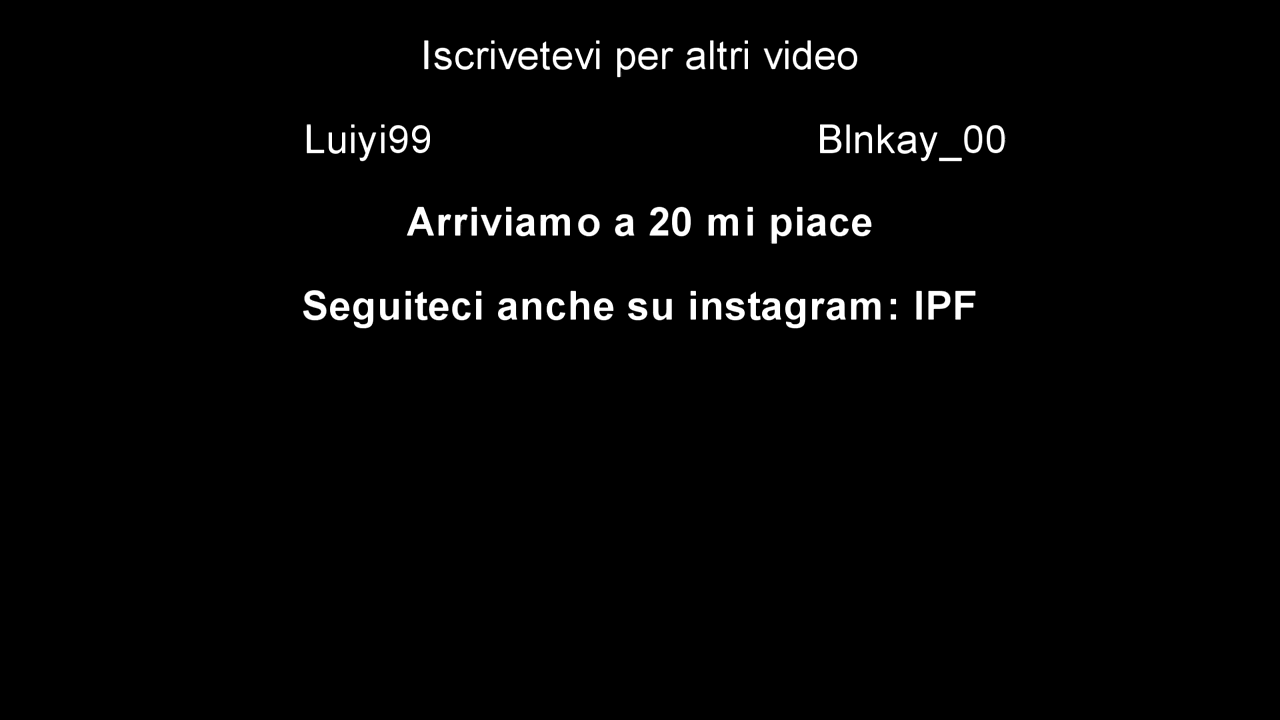 Iscrivetevi per altri video
Luiyi99 Blnkay_00
Arriviamo a 20 mi piace
Seguiteci anche su instagram: IPF